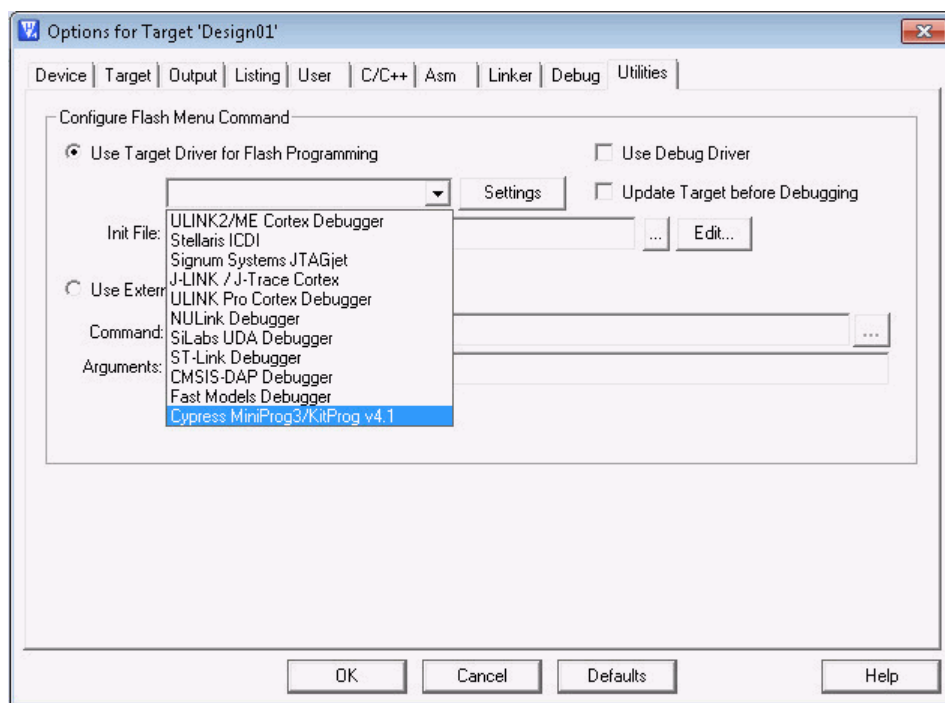 Options for Target 'Design01'
Device Target Output Listing User C/C++ Asm Linker Debug Utilities
Configure Flash Menu Command
Use Target Driver for Flash Programming
Use Debug Driver
Settings
Update Target before Debugging
ULINK2/ME Cortex Debugger
Stellaris ICDI
Signum Systems JTAGjet
J-LINK / J-Trace Cortex
ULINK Pro Cortex Debugger
NULink Debugger
SiLabs UDA Debugger
ST-Link Debugger
CMSIS-DAP Debugger
Fast Models Debugger
Cypress MiniProg3/KitProg v4.1
Init File:
... Edit...
Use Extern
Command:
...
Arguments:
OK Cancel Defaults Help